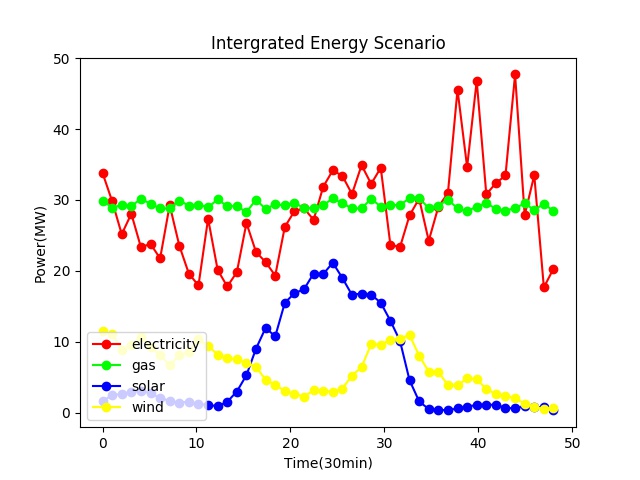 Intergrated Energy Scenario
Power(MW)
50
40
30
20
10
0
electricity
gas
solar
wind
0 10 20 30 40 50
Time(30min)